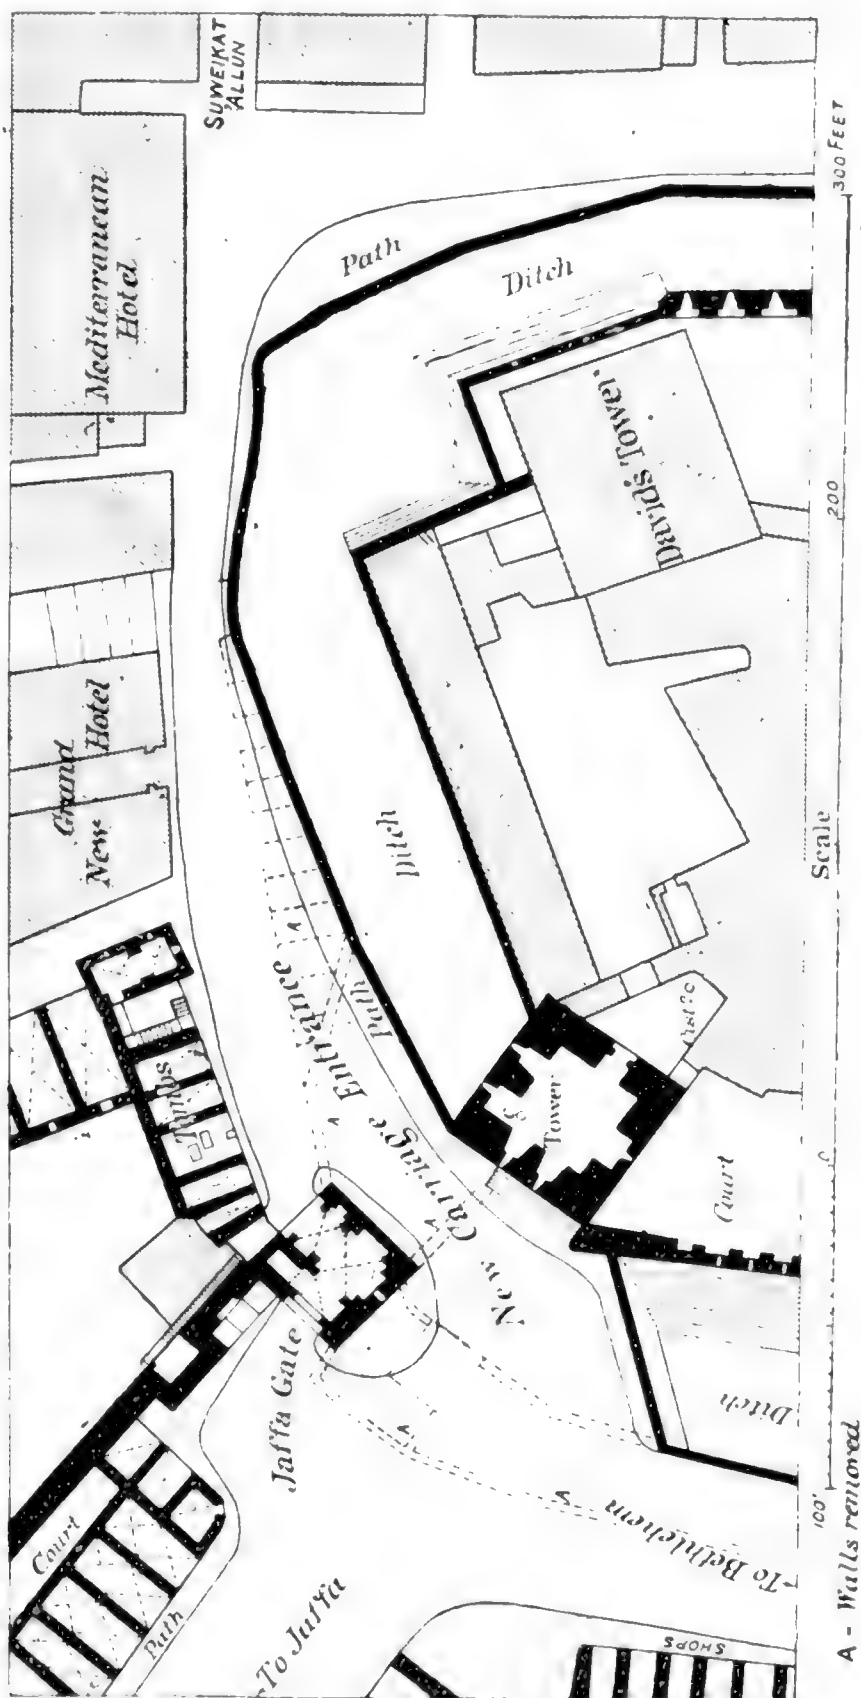 SUWEIKAT
'ALLUN
Mediterranean
Hotel
Path
Ditch
David's Tower
Grand
New Hotel
Ditch
Tombs
New Carriage Entrance
Path
A
A
A
Tower
Court
Jaffa Gate
Ditch
Court
Path
To Jaffa
A
A
To Bethlehem
SHOPS
100'
Scale
200
300 FEET
A - Walls removed